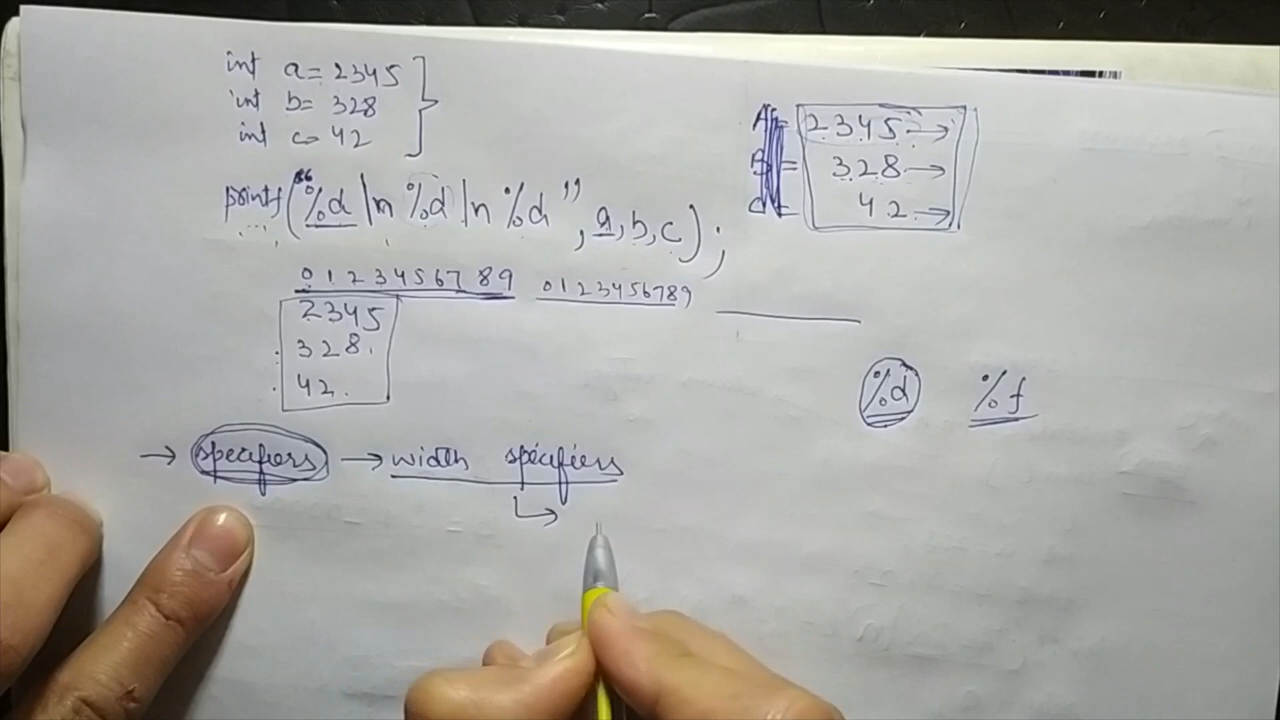 int a = 2345
int b = 328
int c = 42
printf("%d \n %d \n %d", a, b, c);
A = 2345 →
B = 328 →
C = 42 →
0 1 2 3 4 5 6 7 8 9 0 1 2 3 4 5 6 7 8 9
2345
328
42
%d %f
→ specifiers → width specifiers